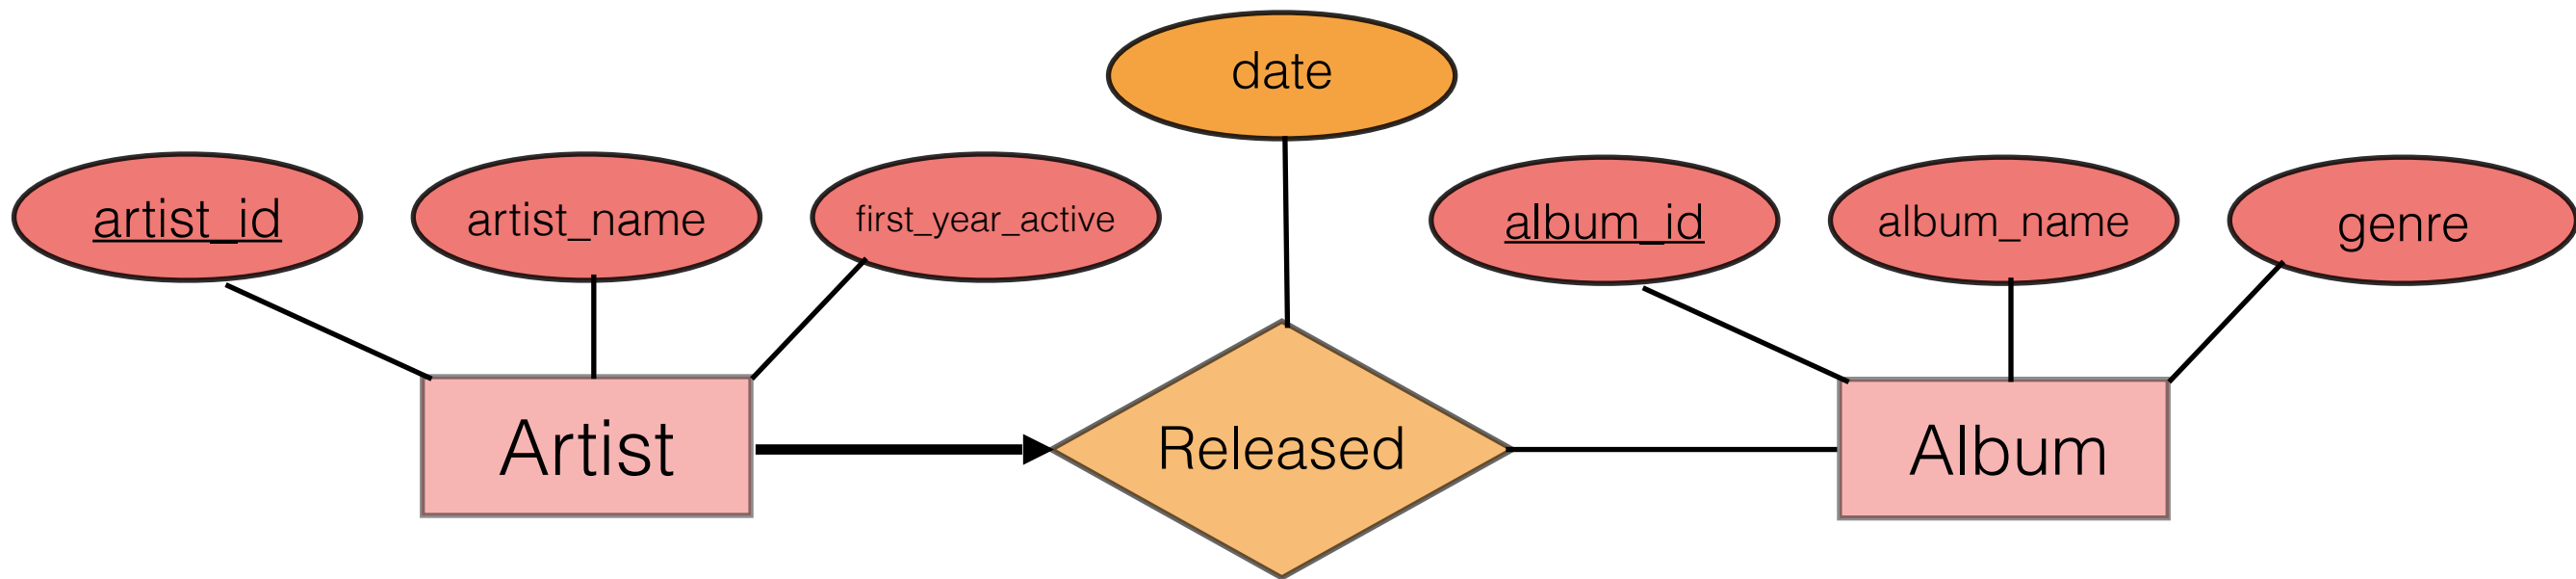 date
artist_id
artist_name
first_year_active
album_id
album_name
genre
Artist
Released
Album